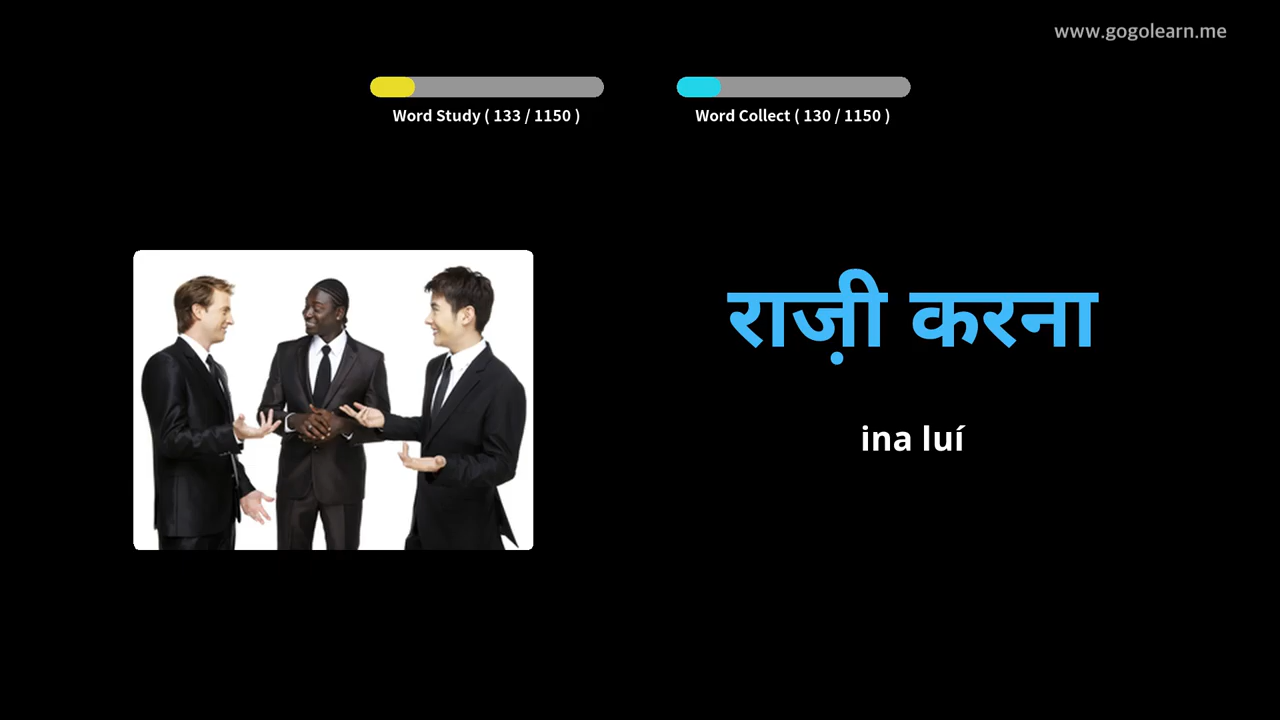 www.gogolearn.me
Word Study ( 133 / 1150 )
Word Collect ( 130 / 1150 )
राज़ी करना
ina luí